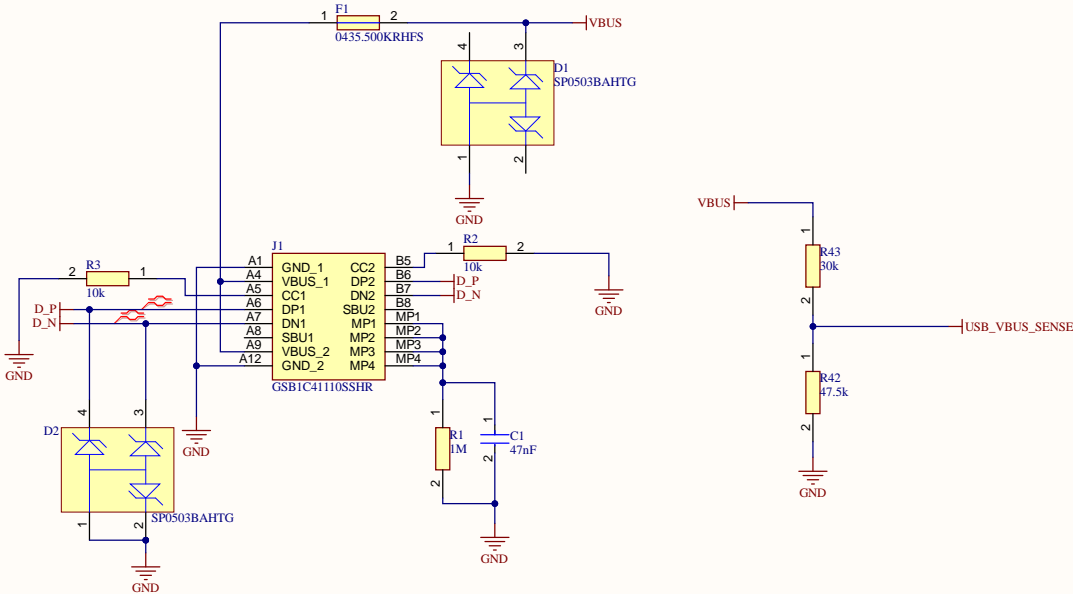 F1
1
2
VBUS
0435.500KRHFS
4
3
D1
SP0503BAHTG
1
2
GND
VBUS
1
R43
30k
2
USB_VBUS_SENSE
1
R42
47.5k
2
GND
J1
R2
1
2
10k
GND
R3
2
1
10k
GND
D_P
D_N
A1 GND_1 CC2 B5
A4 VBUS_1 DP2 B6 D_P
A5 CC1 DN2 B7 D_N
A6 DP1 SBU2 B8
A7 DN1 MP1 MP1
A8 SBU1 MP2 MP2
A9 VBUS_2 MP3 MP3
A12 GND_2 MP4 MP4
GSB1C41110SSHR
GND
1
R1
1M
2
1
C1
47nF
2
GND
4
3
D2
SP0503BAHTG
1
2
GND